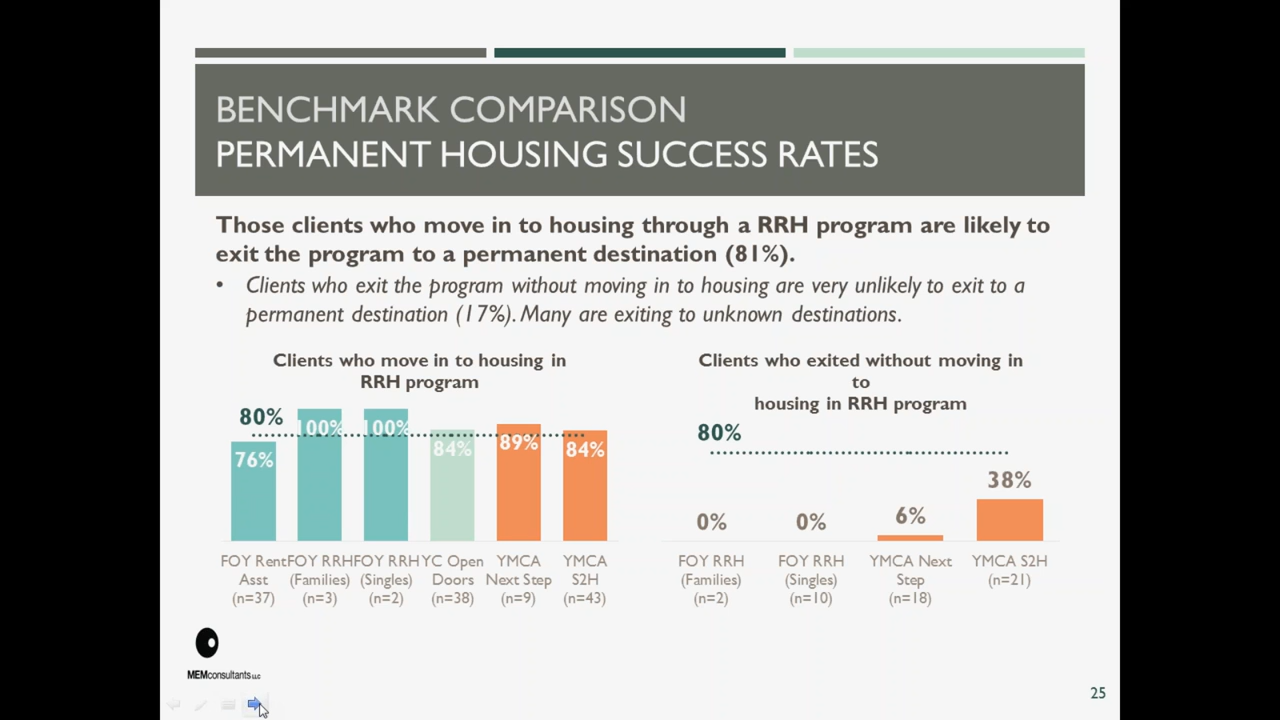 BENCHMARK COMPARISON
PERMANENT HOUSING SUCCESS RATES
Those clients who move in to housing through a RRH program are likely to
exit the program to a permanent destination (81%).
• Clients who exit the program without moving in to housing are very unlikely to exit to a
permanent destination (17%). Many are exiting to unknown destinations.
Clients who move in to housing in
RRH program
80%
76%
100%
100%
84%
89%
84%
FOY Rent
Asst
(n=37)
FOY RRH
(Families)
(n=3)
FOY RRH
(Singles)
(n=2)
YC Open
Doors
(n=38)
YMCA
Next Step
(n=9)
YMCA
S2H
(n=43)
Clients who exited without moving in
to
housing in RRH program
80%
0%
0%
6%
38%
FOY RRH
(Families)
(n=2)
FOY RRH
(Singles)
(n=10)
YMCA Next
Step
(n=18)
YMCA S2H
(n=21)
MEMconsultants LLC
25